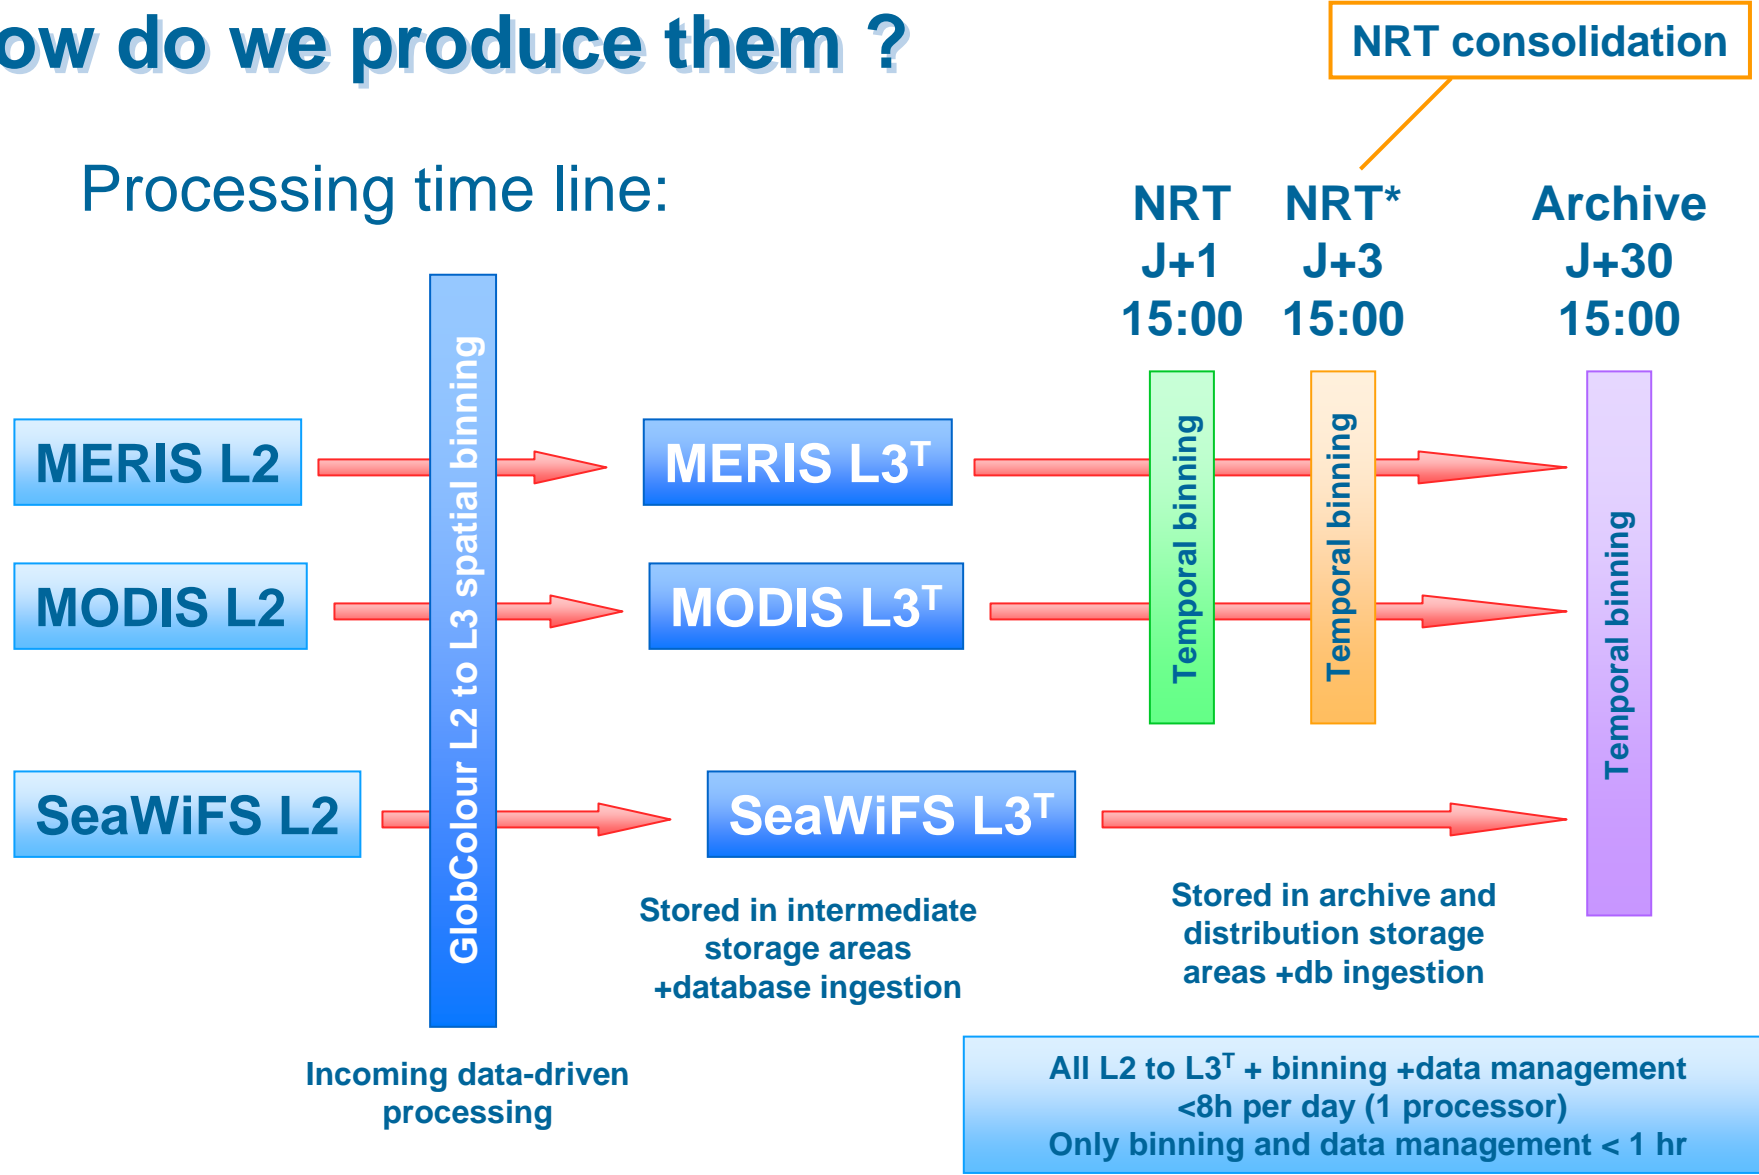 ow do we produce them ?
NRT consolidation
Processing time line:
NRT
J+1
15:00
NRT*
J+3
15:00
Archive
J+30
15:00
GlobColour L2 to L3 spatial binning
MERIS L2
MERIS L3ᵀ
MODIS L2
MODIS L3ᵀ
SeaWiFS L2
SeaWiFS L3ᵀ
Temporal binning
Temporal binning
Temporal binning
Stored in intermediate
storage areas
+database ingestion
Stored in archive and
distribution storage
areas +db ingestion
Incoming data-driven
processing
All L2 to L3ᵀ + binning +data management
<8h per day (1 processor)
Only binning and data management < 1 hr